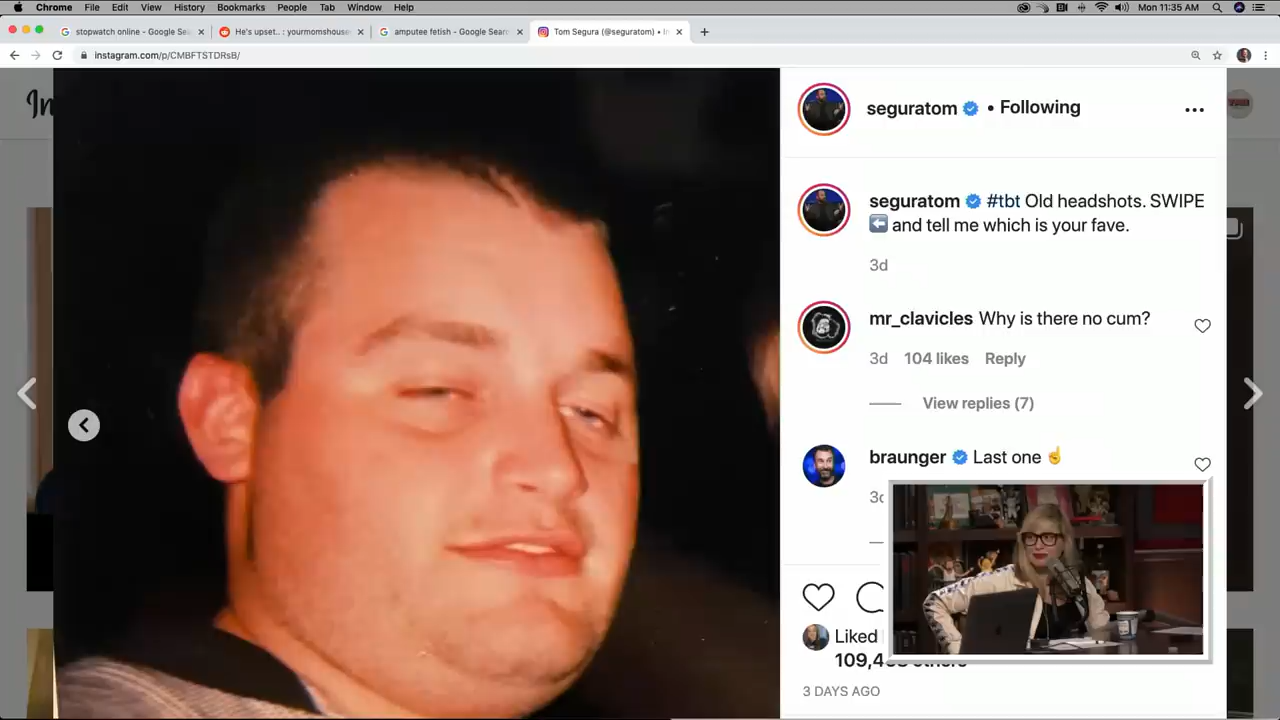 Chrome File Edit View History Bookmarks People Tab Window Help Mon 11:35 AM
stopwatch online - Google Sea He's upset.. : yourmomshouse amputee fetish - Google Sear Tom Segura (@seguratom) • In
instagram.com/p/CMBFTSTDRsB/
In
seguratom • Following
seguratom #tbt Old headshots. SWIPE
and tell me which is your fave.
3d
mr_clavicles Why is there no cum?
3d 104 likes Reply
View replies (7)
braunger Last one
Liked
3 DAYS AGO